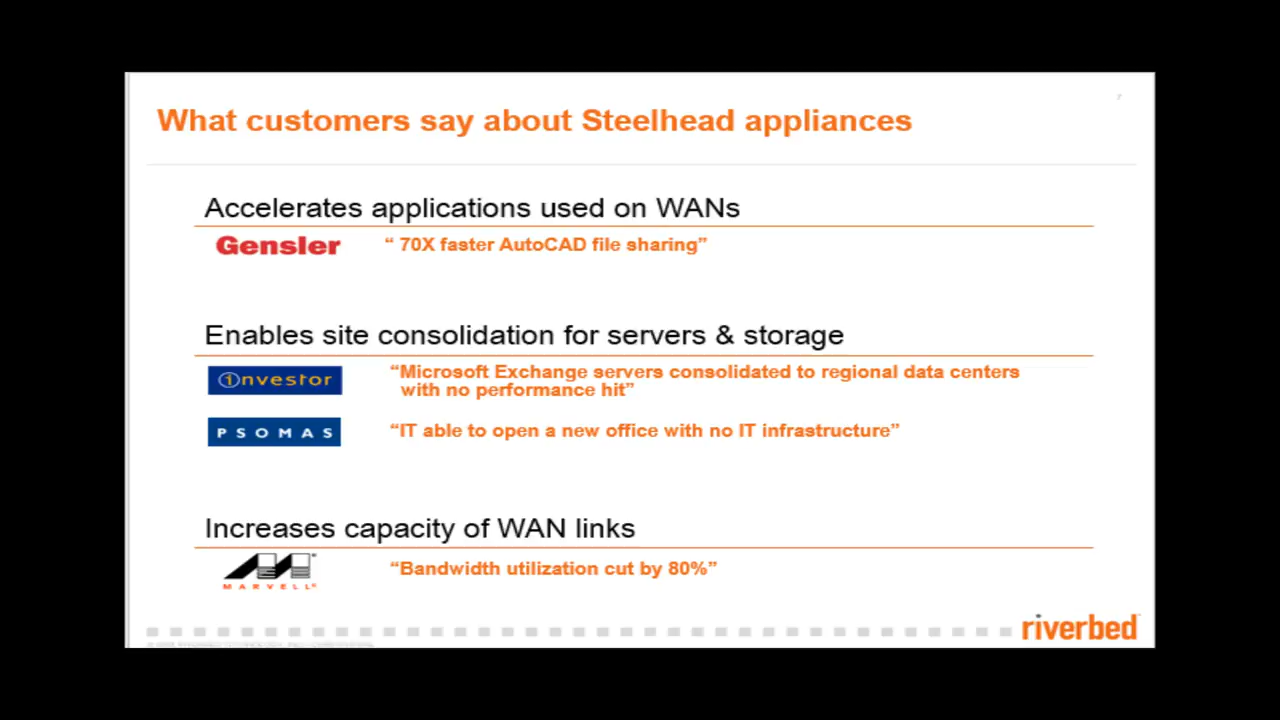 What customers say about Steelhead appliances
Accelerates applications used on WANs
Gensler
“ 70X faster AutoCAD file sharing”
Enables site consolidation for servers & storage
investor
“Microsoft Exchange servers consolidated to regional data centers
with no performance hit”
PSOMAS
“IT able to open a new office with no IT infrastructure”
Increases capacity of WAN links
MARVELL®
“Bandwidth utilization cut by 80%”
riverbed